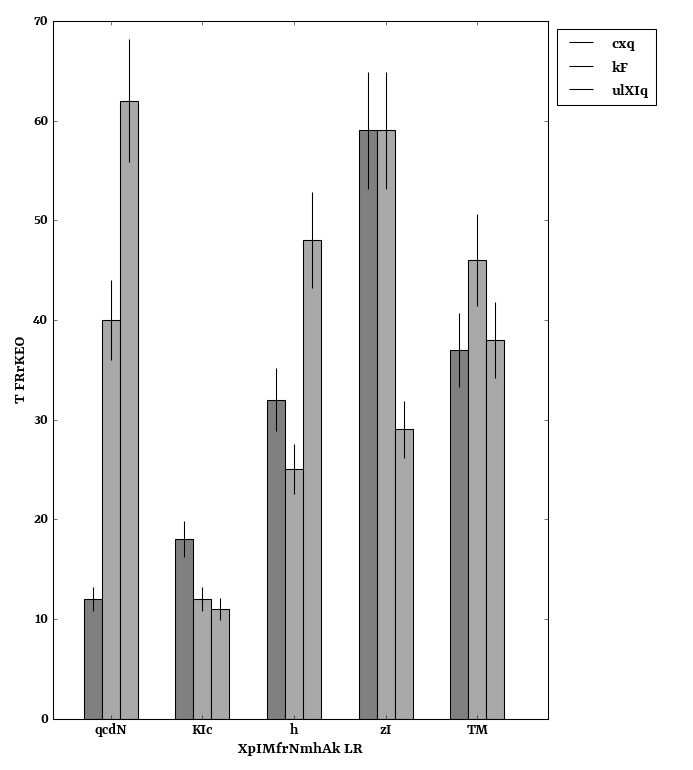 70
60
50
40
30
20
10
0
T FRrKEO
qcdN KIc h zI TM
XpIMfrNmhAk LR
cxq
kF
ulXIq